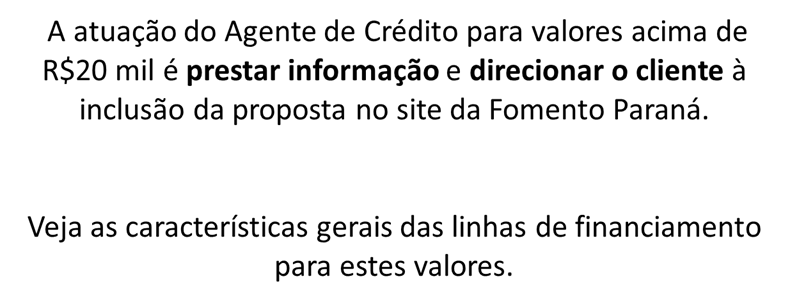 A atuação do Agente de Crédito para valores acima de
R$20 mil é prestar informação e direcionar o cliente à
inclusão da proposta no site da Fomento Paraná.
Veja as características gerais das linhas de financiamento
para estes valores.